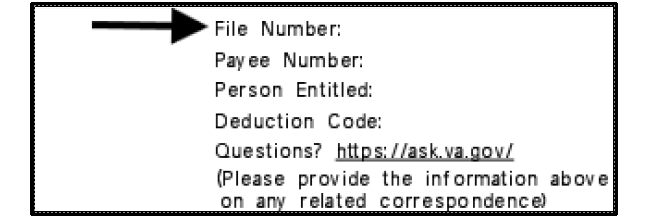 File Number:
Payee Number:
Person Entitled:
Deduction Code:
Questions? https://ask.va.gov/
(Please provide the information above
on any related correspondence)